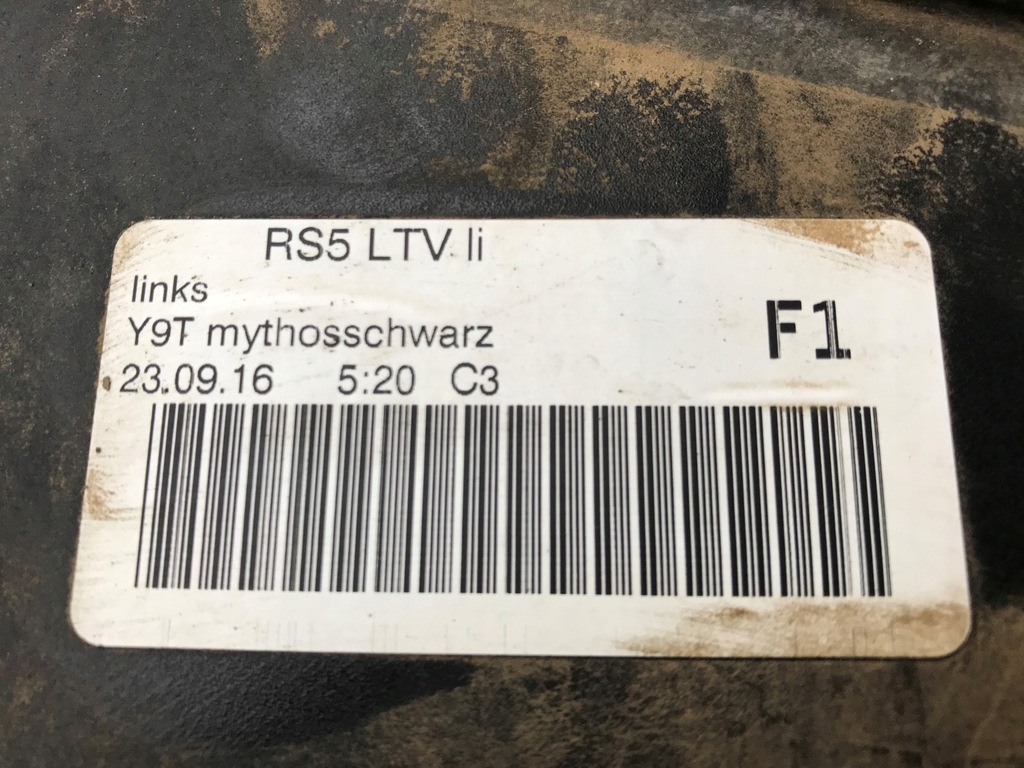 RS5 LTV li
links
Y9T mythosschwarz
F1
23.09.16 5:20 C3